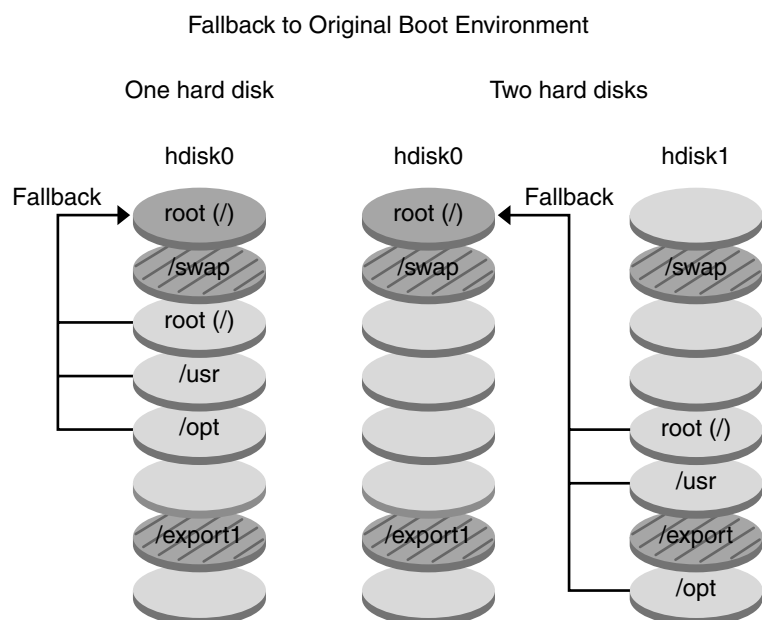 Fallback to Original Boot Environment
One hard disk
Two hard disks
hdisk0
hdisk0
hdisk1
Fallback
root (/)
/swap
root (/)
/usr
/opt
/export1
root (/)
/swap
/export1
Fallback
/swap
root (/)
/usr
/export
/opt